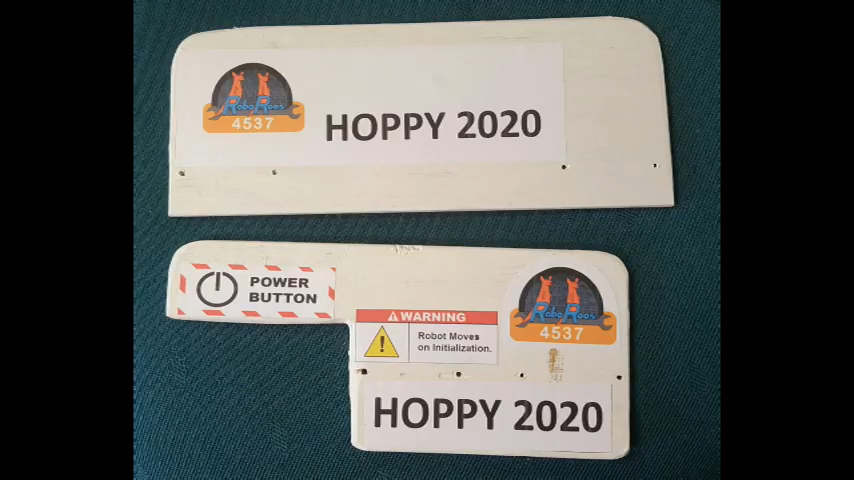 RoboRoos
4537
HOPPY 2020
POWER
BUTTON
WARNING
Robot Moves
on Initialization.
RoboRoos
4537
HOPPY 2020